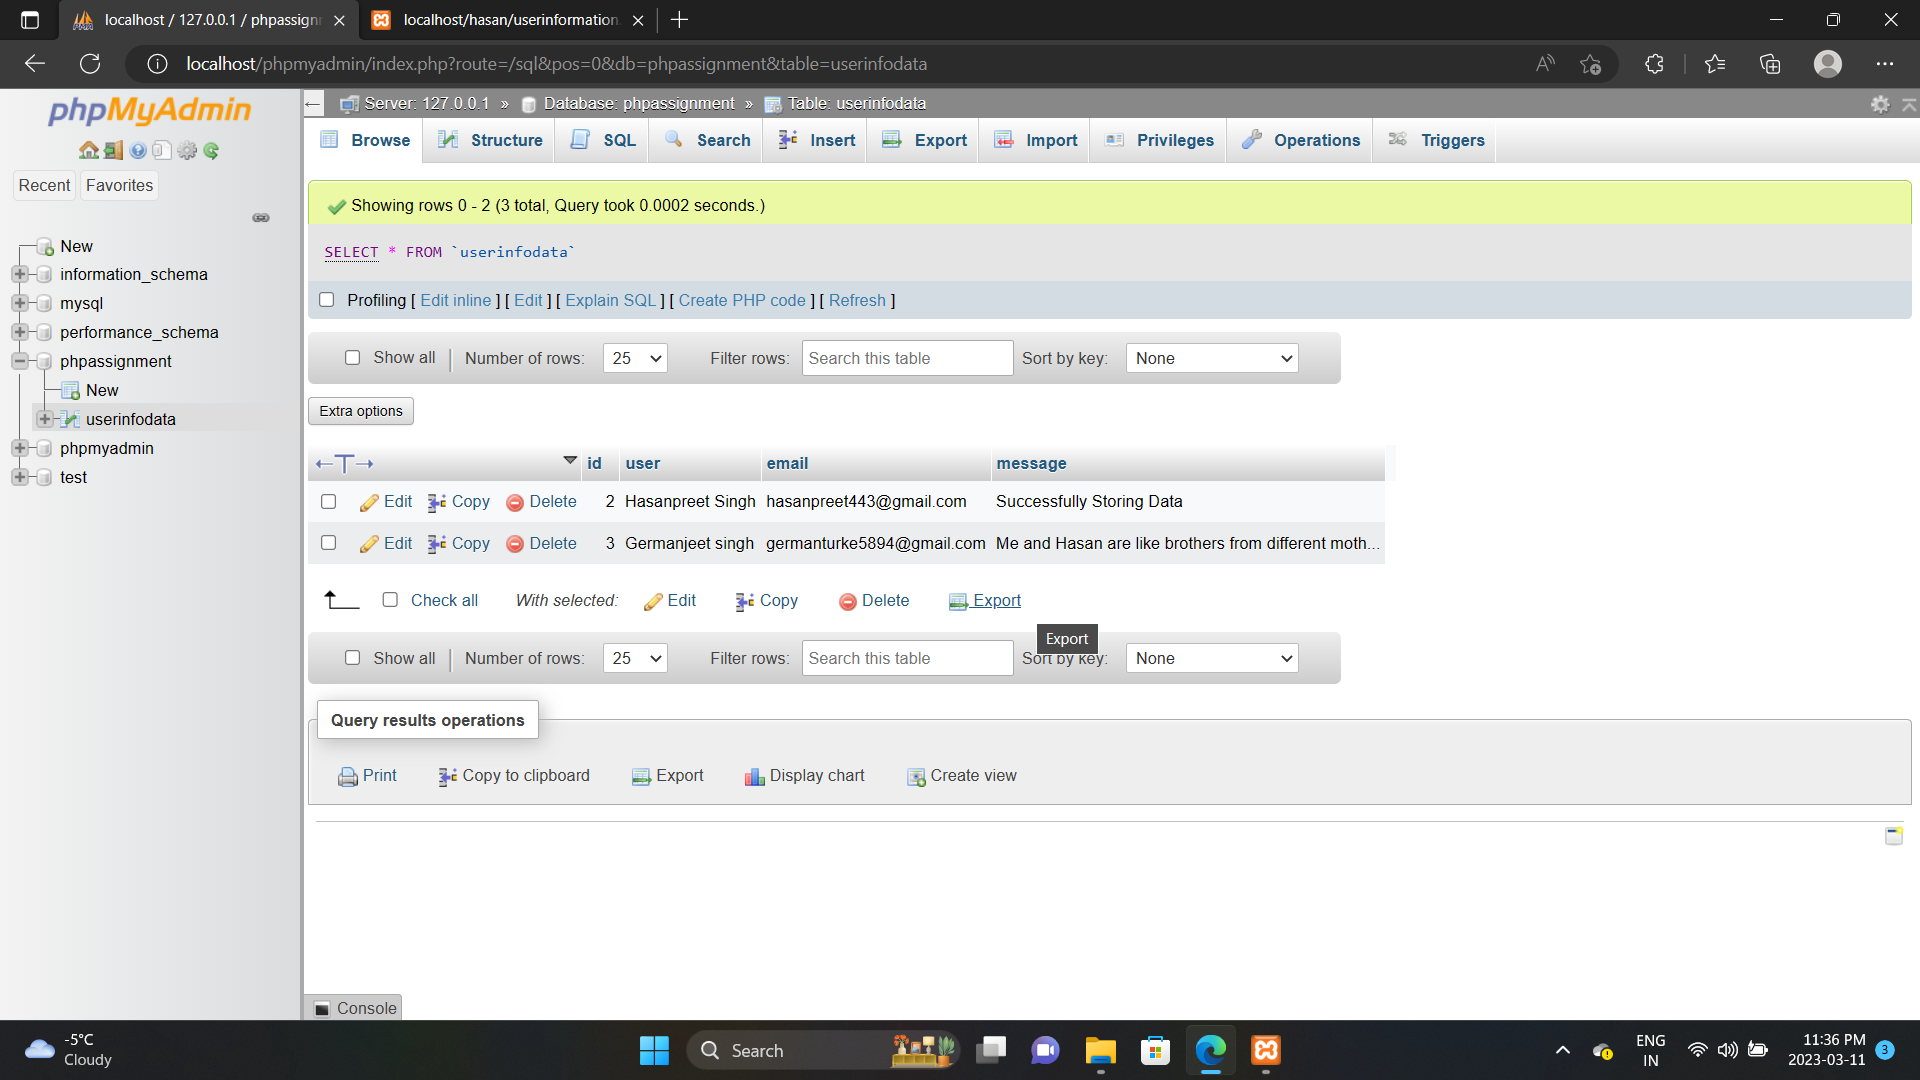 localhost / 127.0.0.1 / phpassignm
localhost/hasan/userinformation.
localhost/phpmyadmin/index.php?route=/sql&pos=0&db=phpassignment&table=userinfodata
phpMyAdmin
Recent Favorites
New
information_schema
mysql
performance_schema
phpassignment
New
userinfodata
phpmyadmin
test
Server: 127.0.0.1 » Database: phpassignment » Table: userinfodata
Browse Structure SQL Search Insert Export Import Privileges Operations Triggers
Showing rows 0 - 2 (3 total, Query took 0.0002 seconds.)
SELECT * FROM `userinfodata`
Profiling [ Edit inline ] [ Edit ] [ Explain SQL ] [ Create PHP code ] [ Refresh ]
Show all | Number of rows: 25 Filter rows: Search this table Sort by key: None
Extra options
←T→ id user email message
Edit Copy Delete 2 Hasanpreet Singh hasanpreet443@gmail.com Successfully Storing Data
Edit Copy Delete 3 Germanjeet singh germanturke5894@gmail.com Me and Hasan are like brothers from different moth...
Check all With selected: Edit Copy Delete Export
Export
Show all | Number of rows: 25 Filter rows: Search this table Sort by key: None
Query results operations
Print Copy to clipboard Export Display chart Create view
Console
-5°C
Cloudy
Search
ENG
IN
11:36 PM
2023-03-11
3